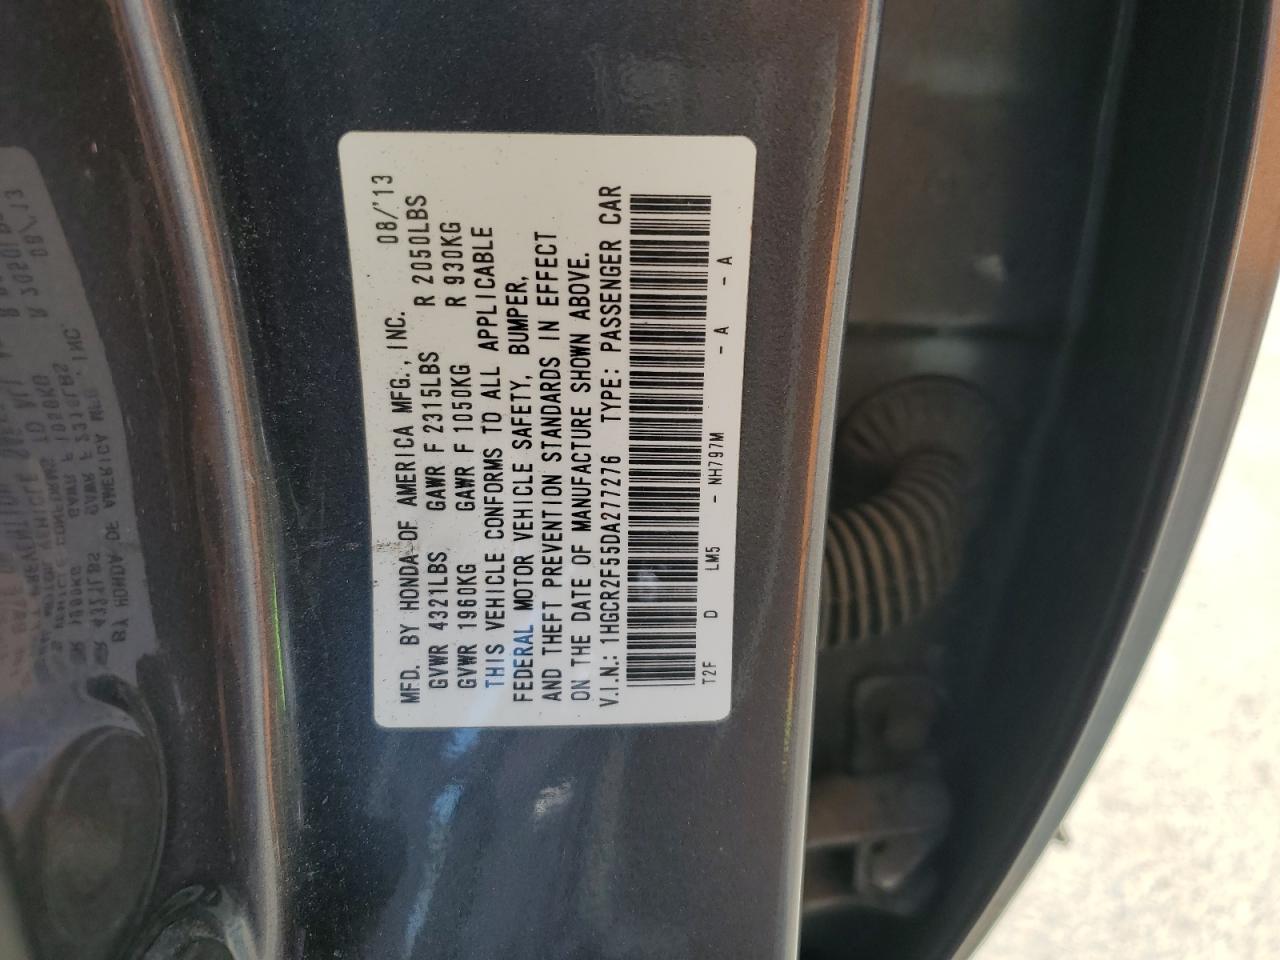 MFD. BY HONDA OF AMERICA MFG., INC. 08/'13
GVWR 4321LBS GAWR F 2315LBS R 2050LBS
GVWR 1960KG GAWR F 1050KG R 930KG
THIS VEHICLE CONFORMS TO ALL APPLICABLE
FEDERAL MOTOR VEHICLE SAFETY, BUMPER,
AND THEFT PREVENTION STANDARDS IN EFFECT
ON THE DATE OF MANUFACTURE SHOWN ABOVE.
V.I.N.: 1HGCR2F55DA277276 TYPE: PASSENGER CAR
T2F D LM5 - NH797M - A - A